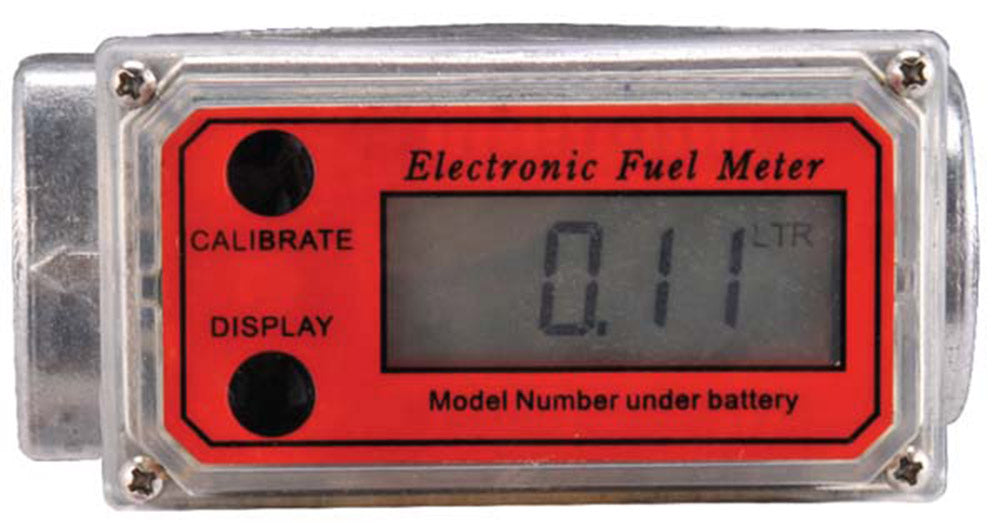 Electronic Fuel Meter
CALIBRATE
0.11 LTR
DISPLAY
Model Number under battery